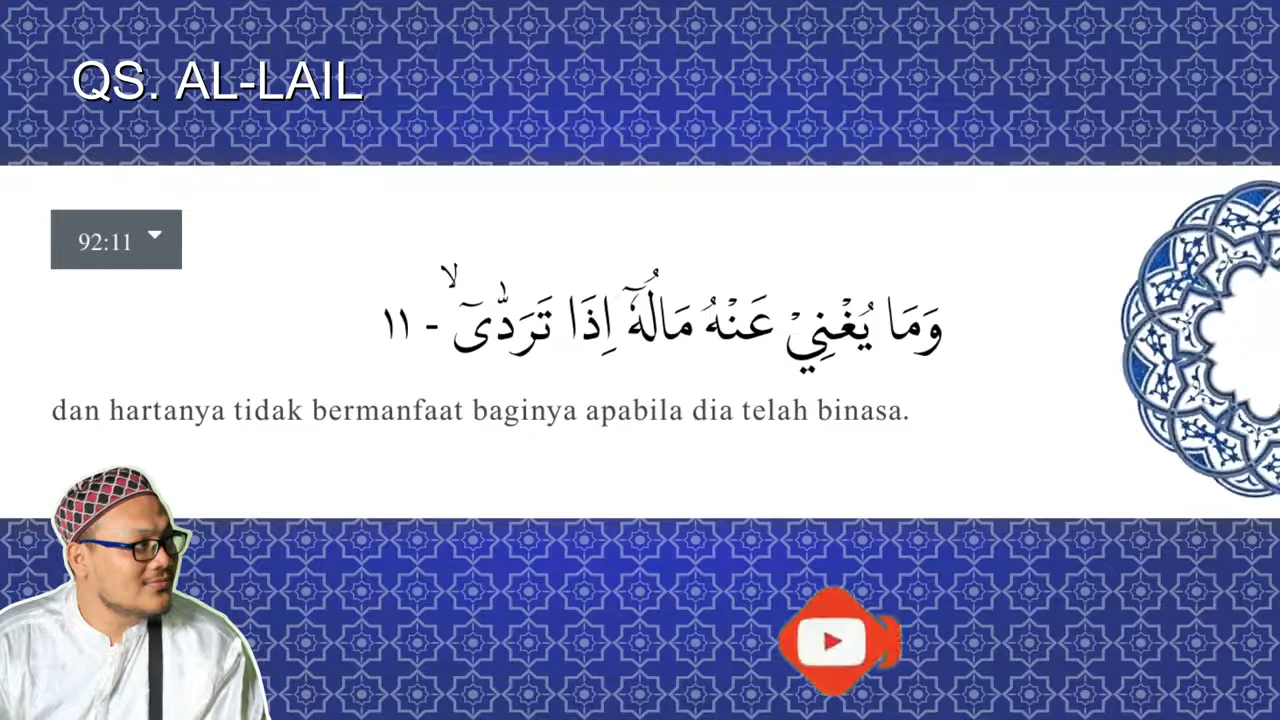 QS. AL-LAIL
92:11
وَمَا يُغْنِيْ عَنْهُ مَالُهٗٓ اِذَا تَرَدّٰىٓۙ - ١١
dan hartanya tidak bermanfaat baginya apabila dia telah binasa.